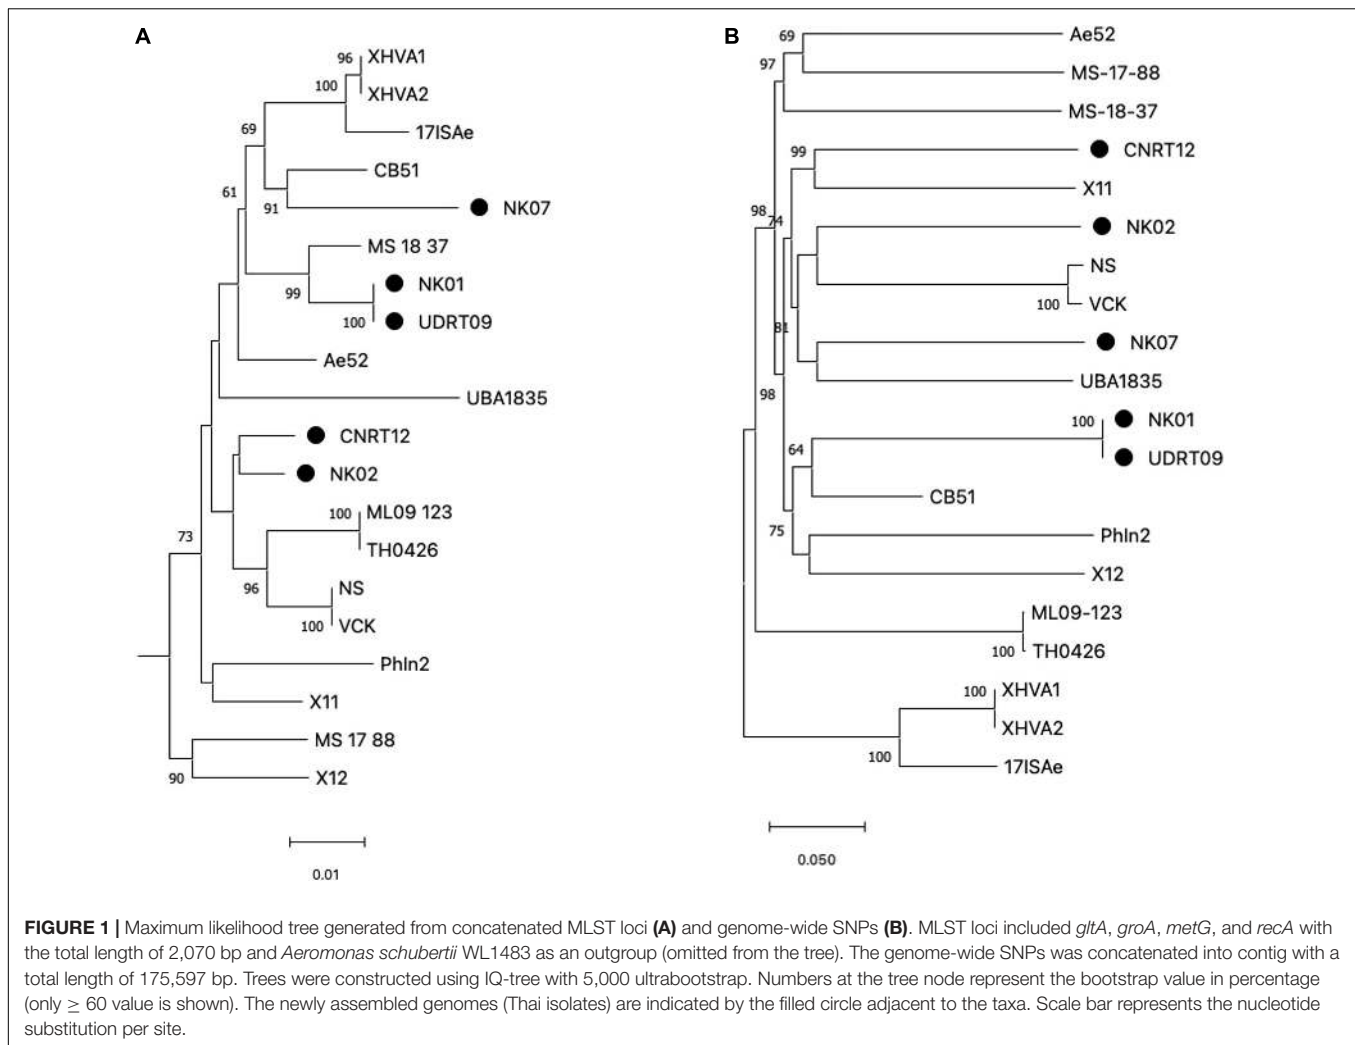 A
96
XHVA1
100
XHVA2
69
17ISAe
CB51
61
91
NK07
MS 18 37
NK01
99
100
UDRT09
Ae52
UBA1835
CNRT12
NK02
100
ML09 123
73
TH0426
96
NS
100
VCK
PhIn2
X11
MS 17 88
90
X12
0.01
B
69
Ae52
97
MS-17-88
MS-18-37
99
CNRT12
X11
98
74
NK02
NS
100
VCK
81
NK07
98
UBA1835
100
NK01
64
UDRT09
CB51
75
PhIn2
X12
ML09-123
100
TH0426
100
XHVA1
XHVA2
100
17ISAe
0.050
FIGURE 1 | Maximum likelihood tree generated from concatenated MLST loci (A) and genome-wide SNPs (B). MLST loci included gltA, groA, metG, and recA with
the total length of 2,070 bp and Aeromonas schubertii WL1483 as an outgroup (omitted from the tree). The genome-wide SNPs was concatenated into contig with a
total length of 175,597 bp. Trees were constructed using IQ-tree with 5,000 ultrabootstrap. Numbers at the tree node represent the bootstrap value in percentage
(only ≥ 60 value is shown). The newly assembled genomes (Thai isolates) are indicated by the filled circle adjacent to the taxa. Scale bar represents the nucleotide
substitution per site.